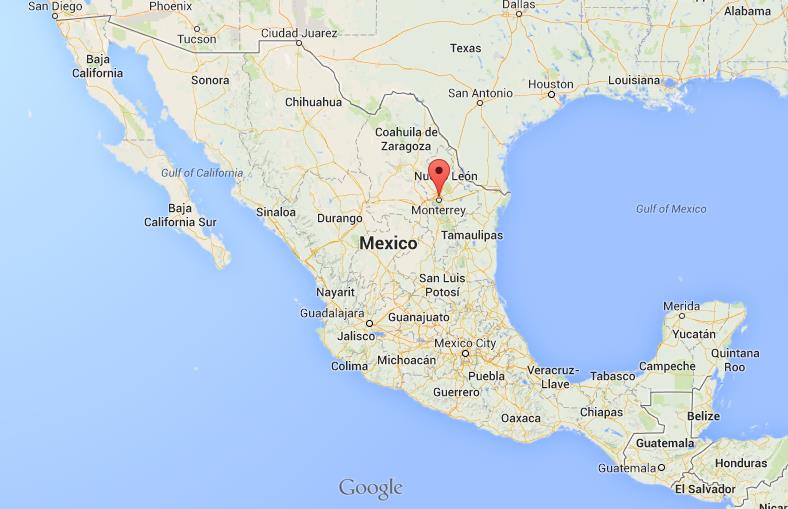 San Diego
Phoenix
Dallas
Alabama
Tucson
Ciudad Juarez
Texas
Baja
California
Sonora
Houston
Louisiana
San Antonio
Chihuahua
Coahuila de
Zaragoza
Gulf of California
Nu León
Baja
California Sur
Sinaloa
Durango
Monterrey
Gulf of Mexico
Mexico
Tamaulipas
San Luis
Potosí
Nayarit
Guadalajara
Guanajuato
Merida
Jalisco
Mexico City
Yucatán
Quintana
Roo
Colima
Michoacán
Puebla
Veracruz-
Llave
Tabasco
Campeche
Guerrero
Oaxaca
Chiapas
Belize
Guatemala
Guatemala
Honduras
El Salvador
Google
Nicar